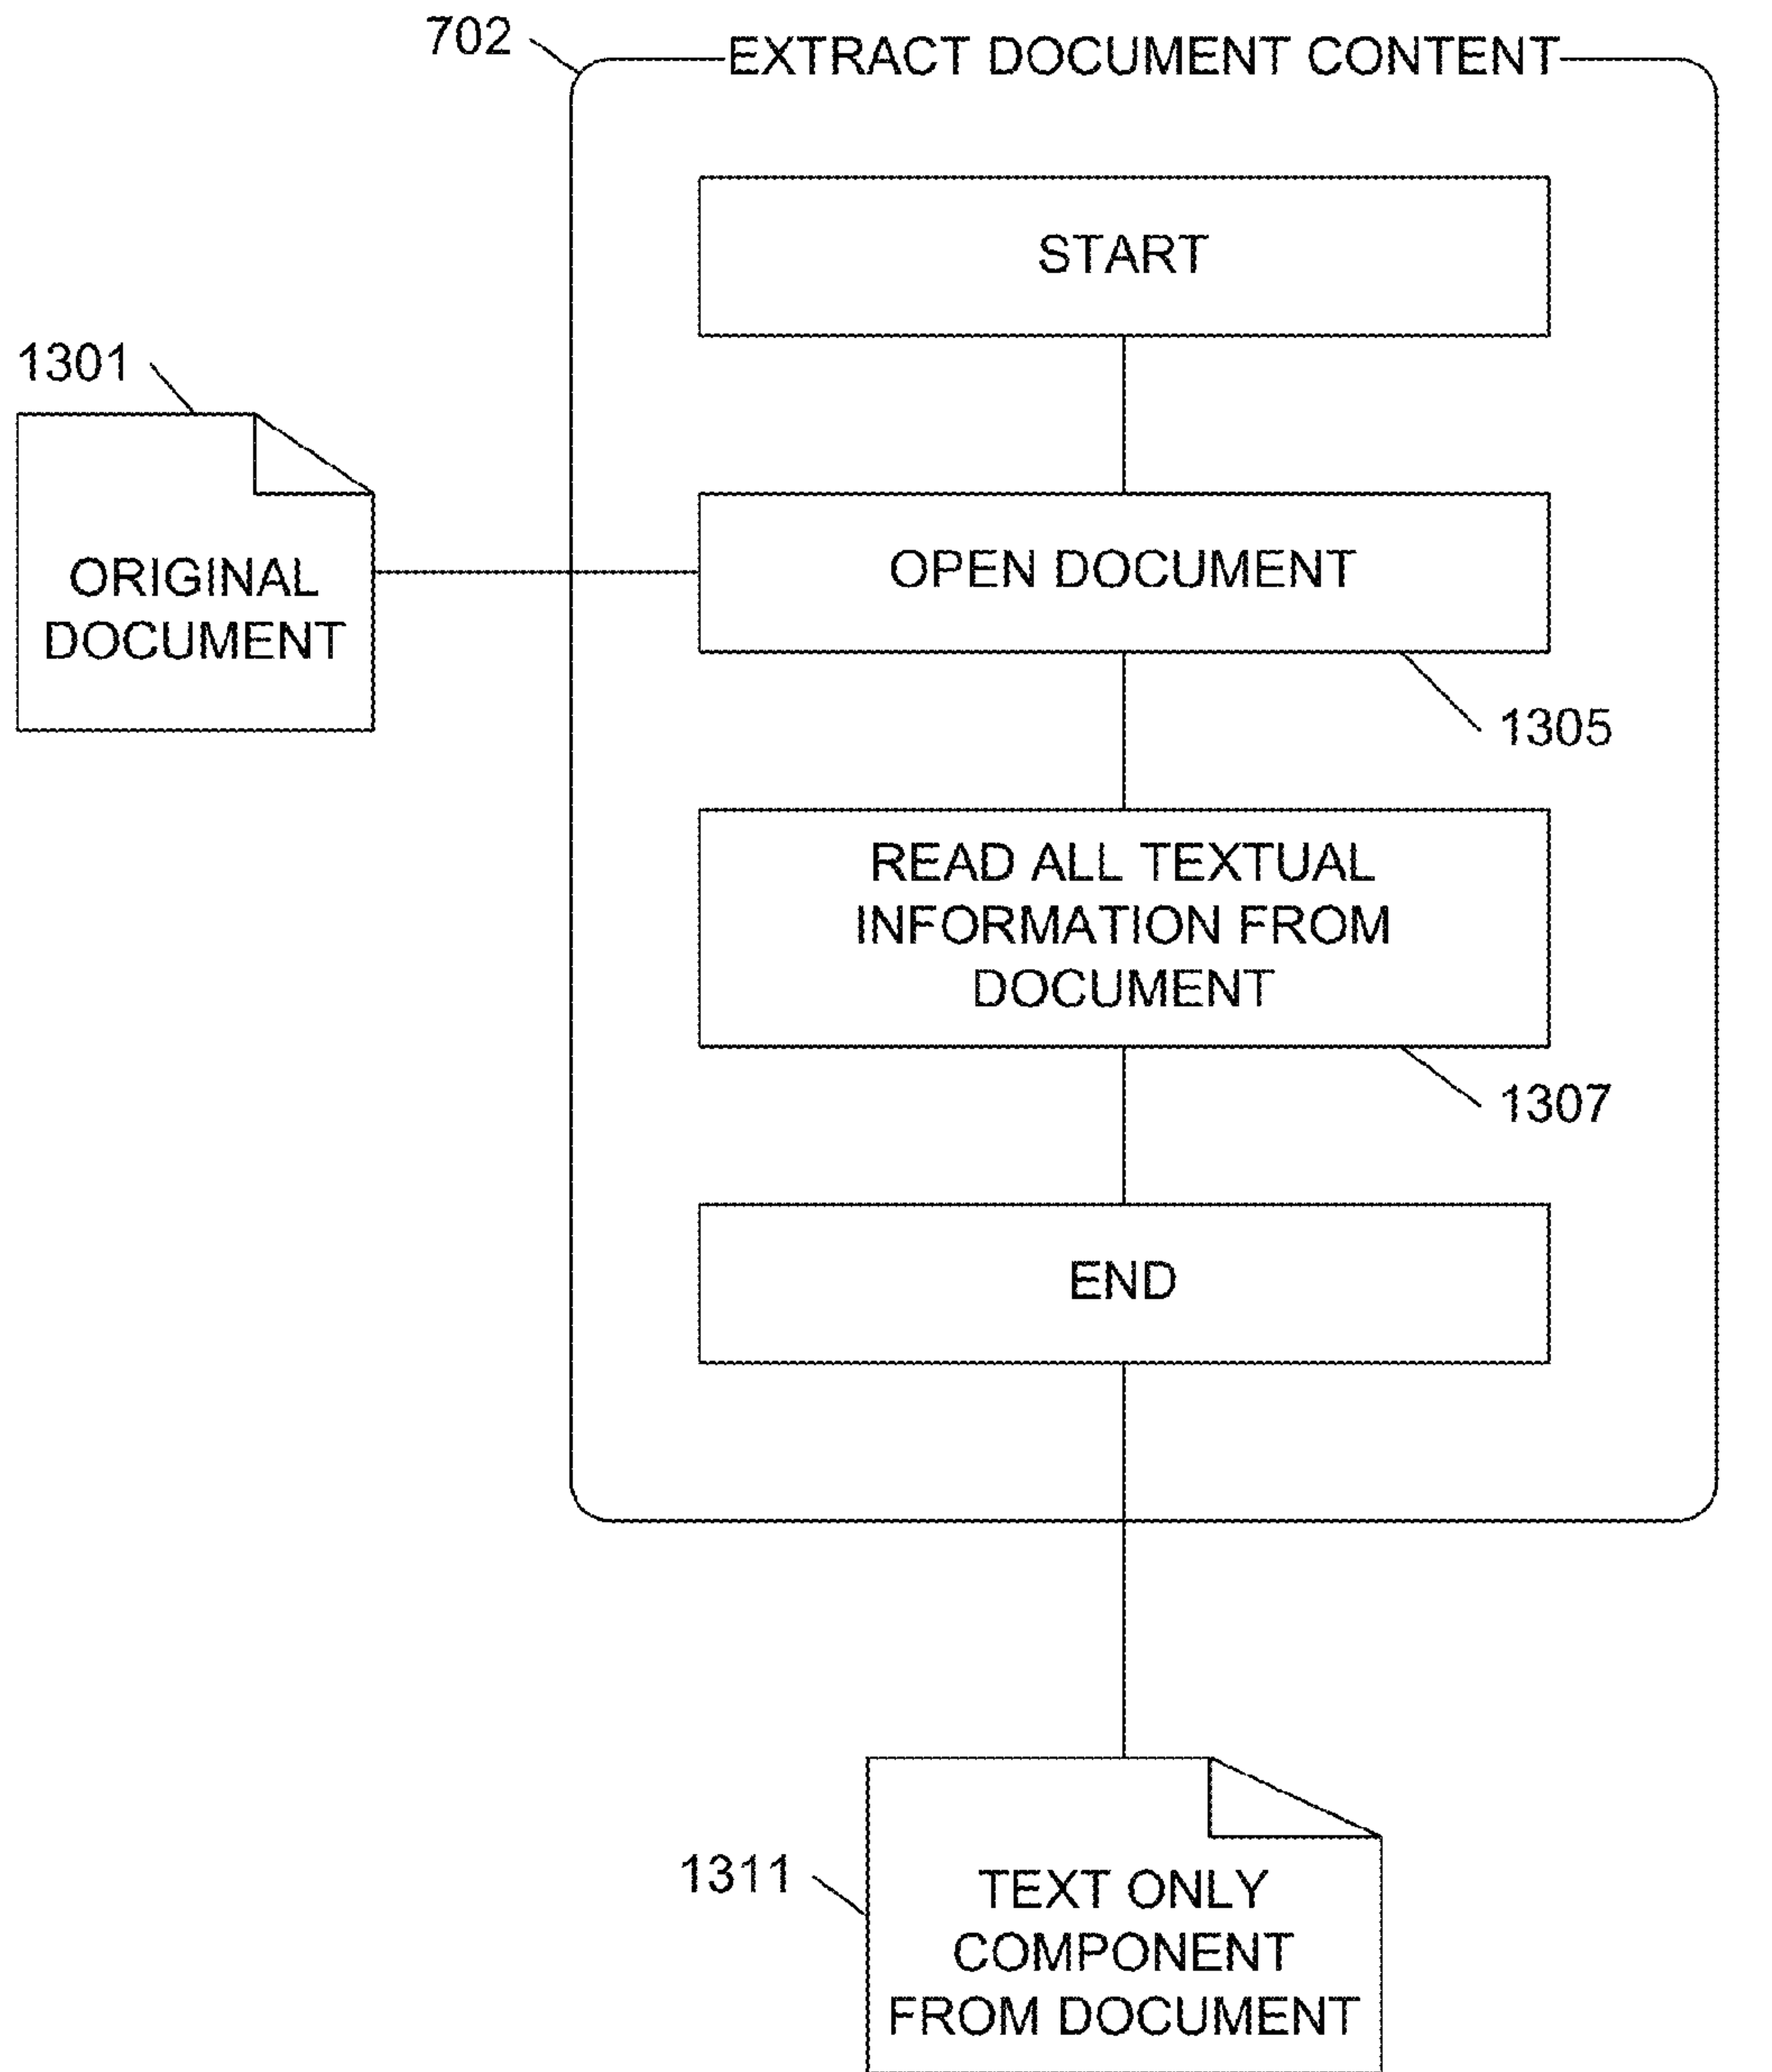 702
EXTRACT DOCUMENT CONTENT
START
1301
ORIGINAL
DOCUMENT
OPEN DOCUMENT
1305
READ ALL TEXTUAL
INFORMATION FROM
DOCUMENT
1307
END
1311
TEXT ONLY
COMPONENT
FROM DOCUMENT